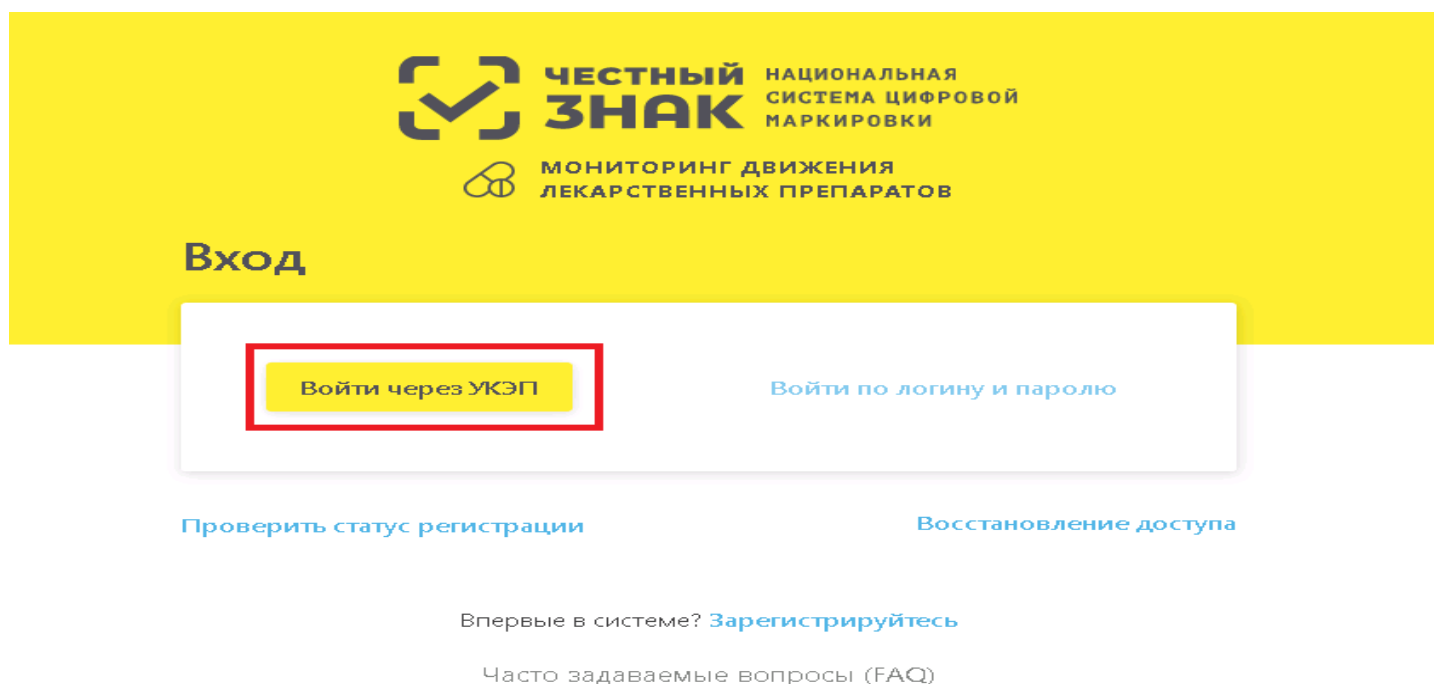 ЧЕСТНЫЙ
ЗНАК
НАЦИОНАЛЬНАЯ
СИСТЕМА ЦИФРОВОЙ
МАРКИРОВКИ
МОНИТОРИНГ ДВИЖЕНИЯ
ЛЕКАРСТВЕННЫХ ПРЕПАРАТОВ
Вход
Войти через УКЭП
Войти по логину и паролю
Проверить статус регистрации
Восстановление доступа
Впервые в системе? Зарегистрируйтесь
Часто задаваемые вопросы (FAQ)